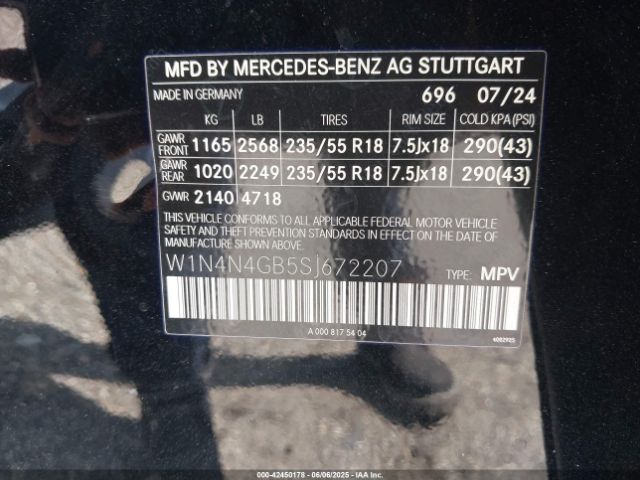 MFD BY MERCEDES-BENZ AG STUTTGART
MADE IN GERMANY 696 07/24
KG LB TIRES RIM SIZE COLD KPA(PSI)
GAWR FRONT 1165 2568 235/55 R18 7.5Jx18 290(43)
GAWR REAR 1020 2249 235/55 R18 7.5Jx18 290(43)
GVWR 2140 4718
THIS VEHICLE CONFORMS TO ALL APPLICABLE FEDERAL MOTOR VEHICLE
SAFETY AND THEFT PREVENTION STANDARDS IN EFFECT ON THE DATE
OF MANUFACTURE SHOWN ABOVE.
W1N4N4GB5SJ672207 TYPE: MPV
A 000 817 54 04 4082925
000-42450178 - 06/06/2025 - IAAI Inc.